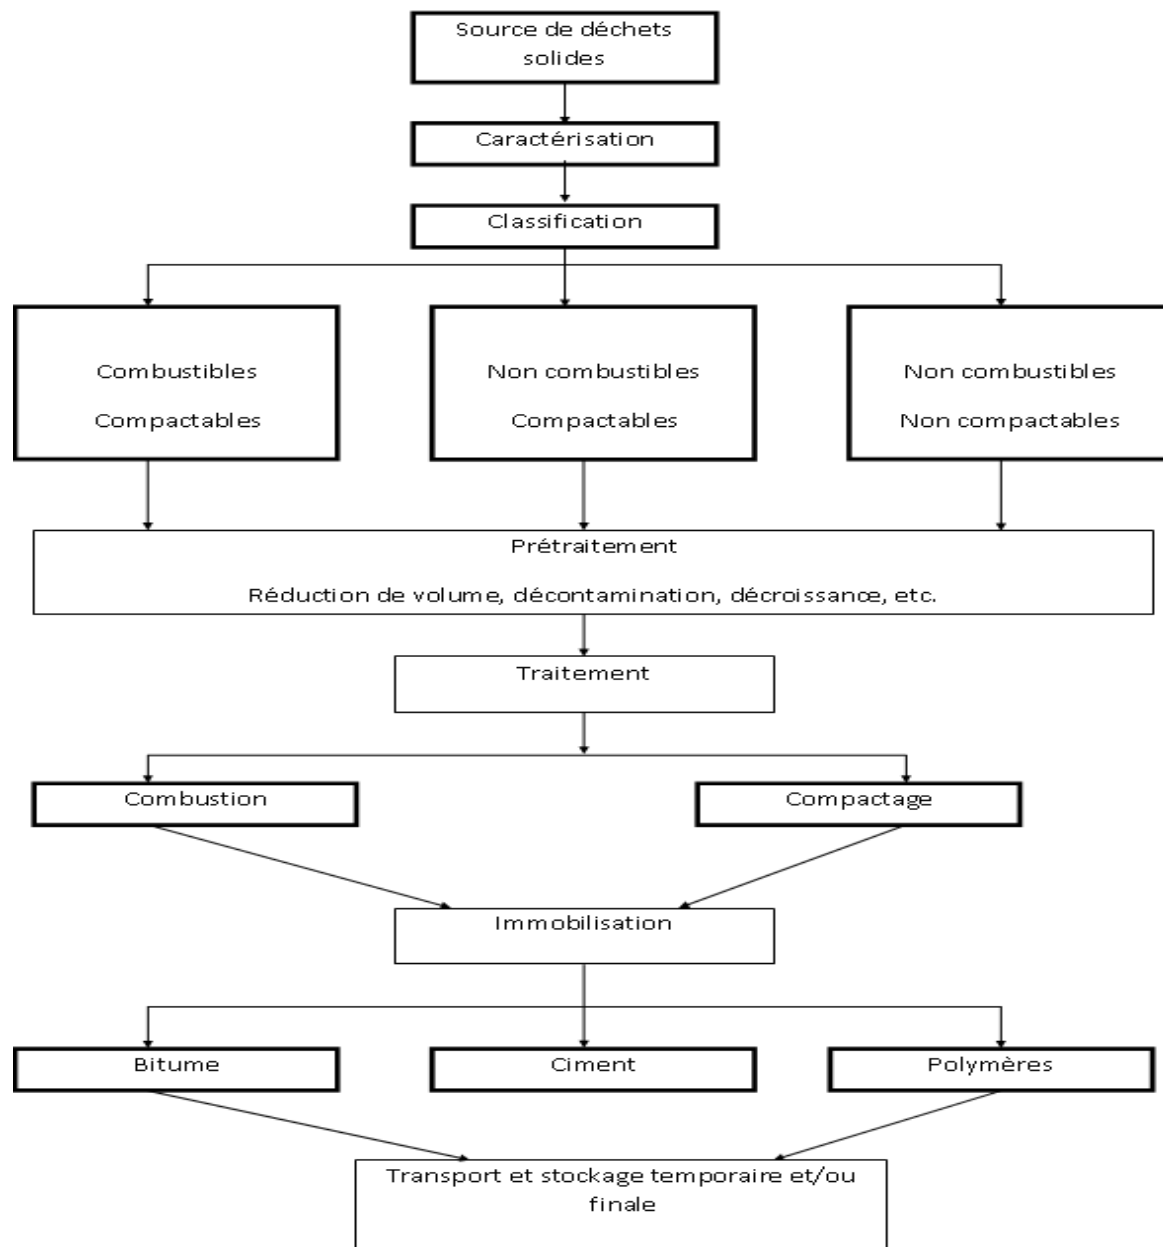 Source de déchets
solides
Caractérisation
Classification
Combustibles
Compactables
Non combustibles
Compactables
Non combustibles
Non compactables
Prétraitement
Réduction de volume, décontamination, décroissance, etc.
Traitement
Combustion
Compactage
Immobilisation
Bitume
Ciment
Polymères
Transport et stockage temporaire et/ou
finale